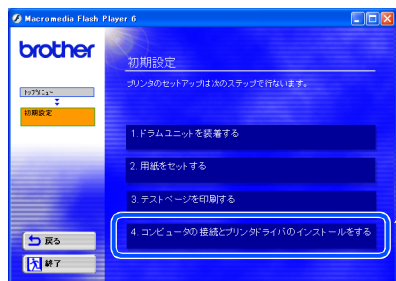 Macromedia Flash Player 6
brother
初期設定
プリンタのセットアップは次のステップで行ないます。
トップメニュー
初期設定
1.ドラムユニットを装着する
2.用紙をセットする
3.テストページを印刷する
4.コンピュータの接続とプリンタドライバのインストールをする
戻る
終了